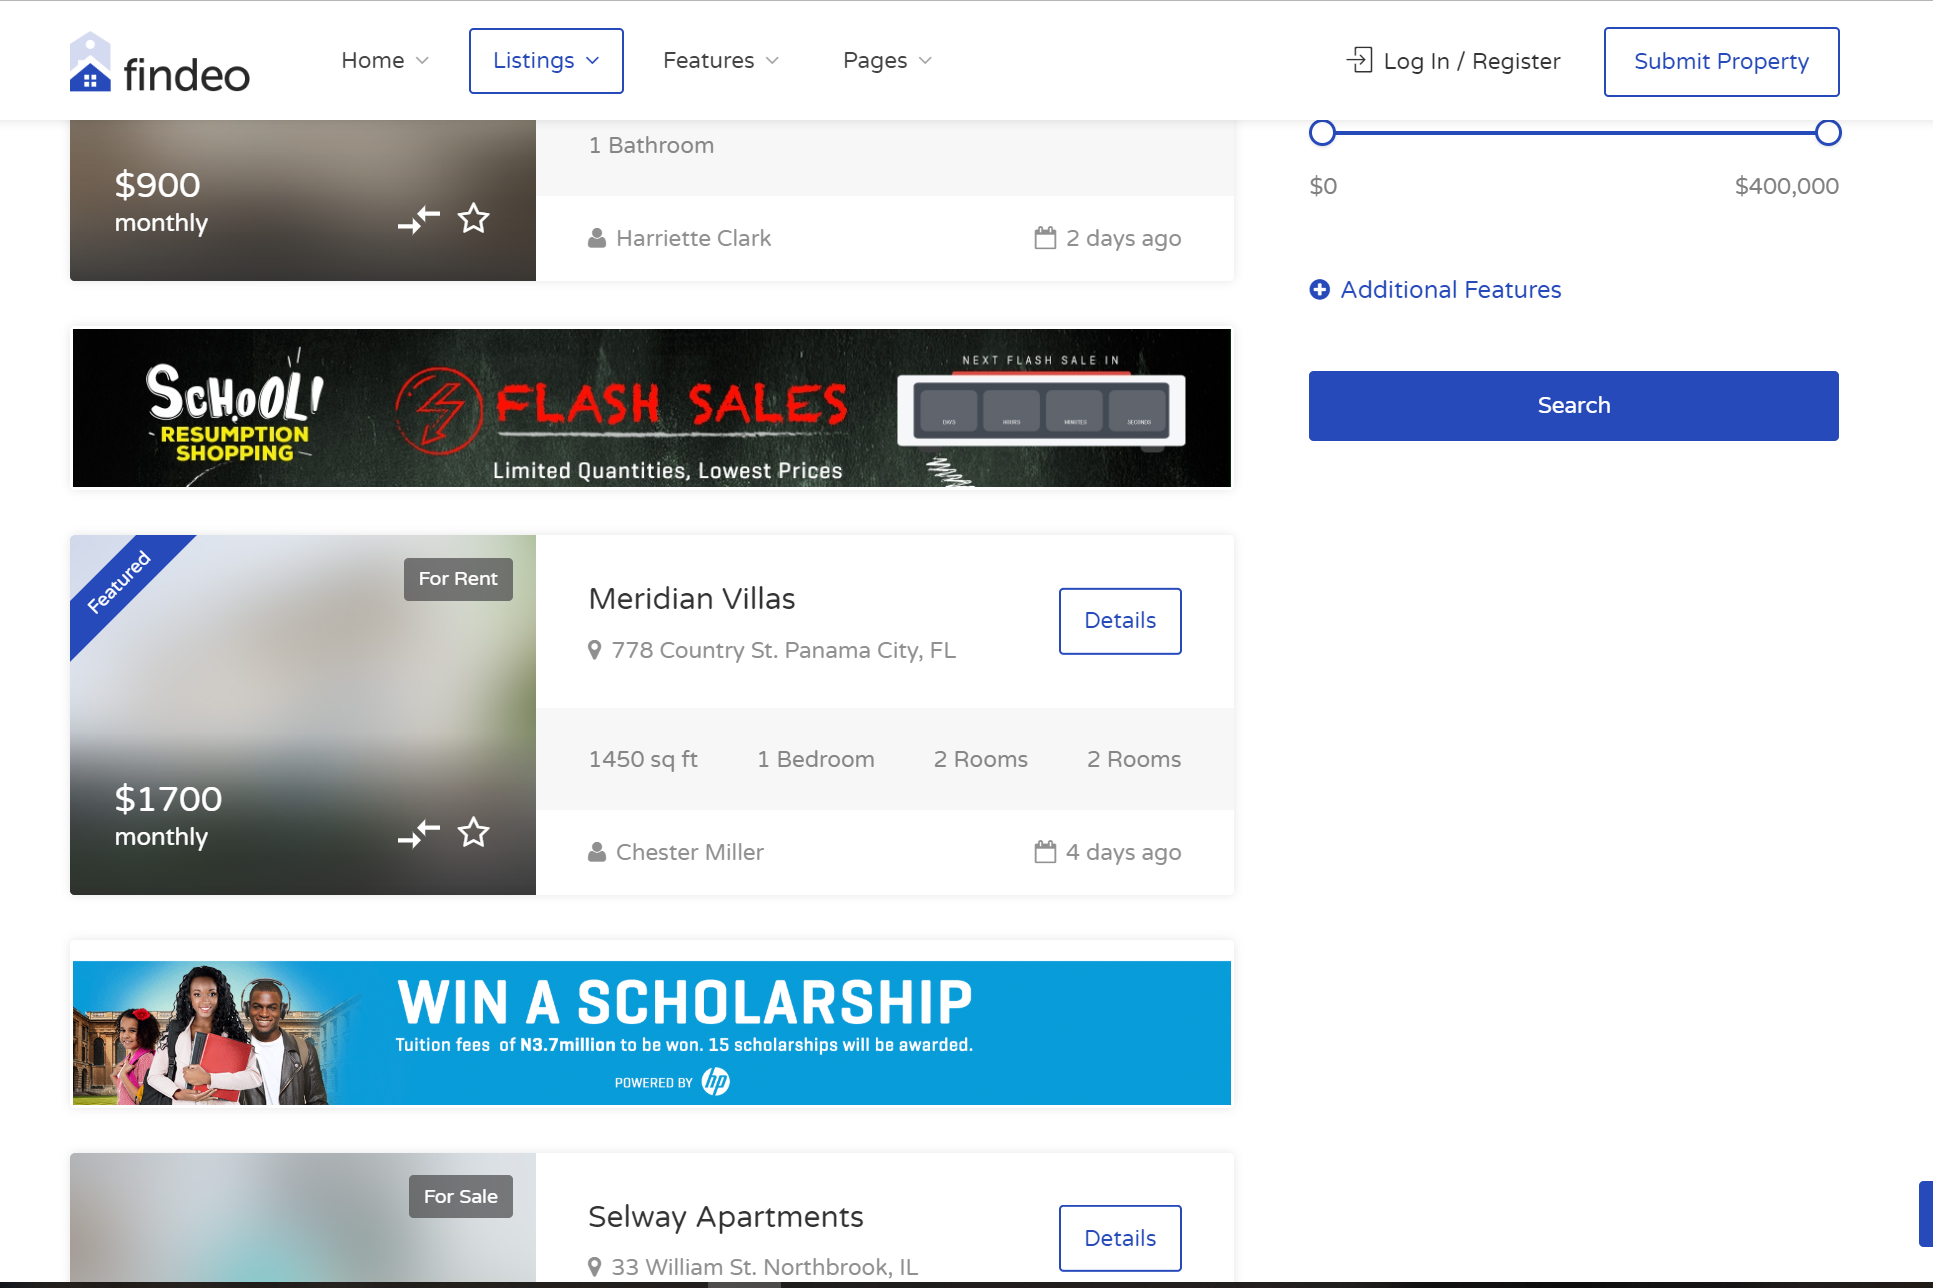 findeo
Home
Listings
Features
Pages
Log In / Register
Submit Property
$900
monthly
1 Bathroom
Harriette Clark
2 days ago
$0
$400,000
Additional Features
Search
SCHOOL!
RESUMPTION
SHOPPING
FLASH SALES
Limited Quantities, Lowest Prices
NEXT FLASH SALE IN
DAYS HOURS MINUTES SECONDS
Featured
For Rent
$1700
monthly
Meridian Villas
778 Country St. Panama City, FL
Details
1450 sq ft
1 Bedroom
2 Rooms
2 Rooms
Chester Miller
4 days ago
WIN A SCHOLARSHIP
Tuition fees of N3.7million to be won. 15 scholarships will be awarded.
POWERED BY hp
For Sale
Selway Apartments
33 William St. Northbrook, IL
Details